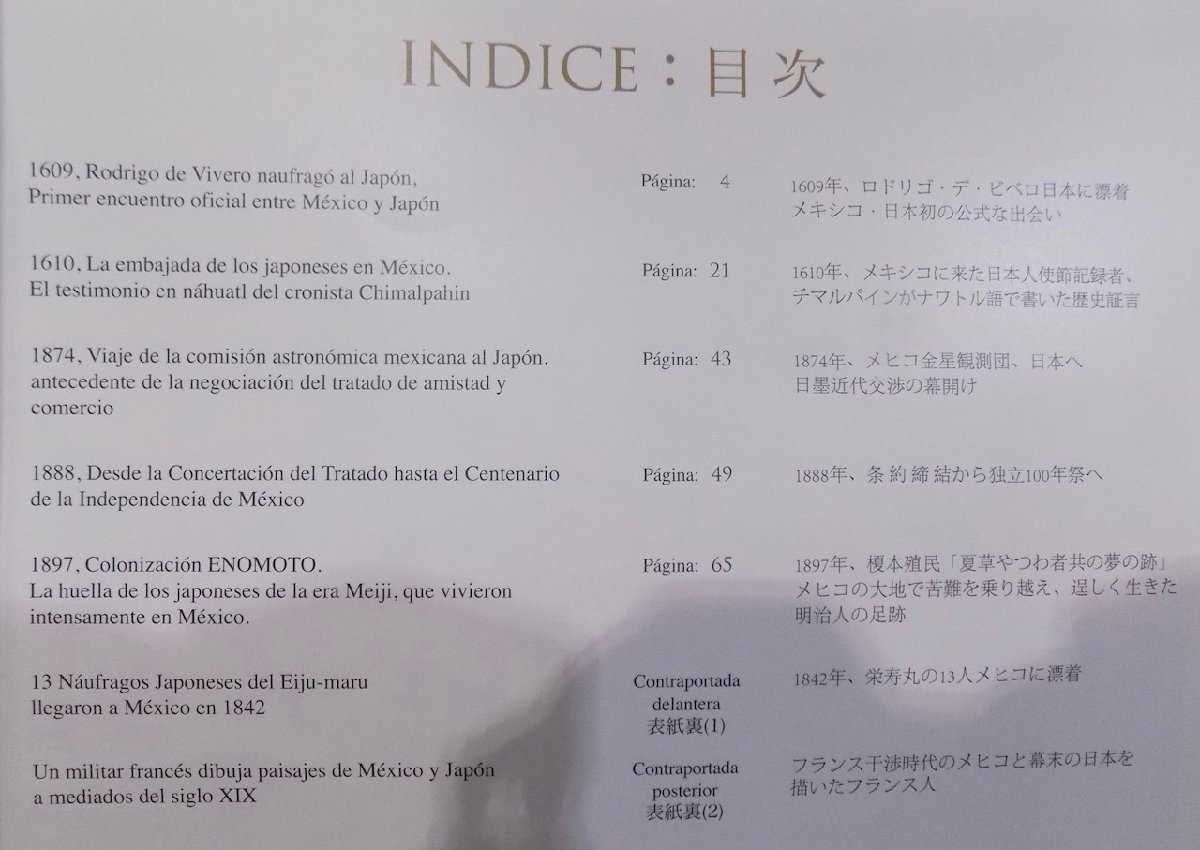 INDICE : 目次
1609, Rodrigo de Vivero naufragó al Japón,
Primer encuentro oficial entre México y Japón
Página: 4
1609年、ロドリゴ・デ・ビベロ日本に漂着
メキシコ・日本初の公式な出会い
1610, La embajada de los japoneses en México.
El testimonio en náhuatl del cronista Chimalpahin
Página: 21
1610年、メキシコに来た日本人使節記録者、
チマルパインがナワトル語で書いた歴史証言
1874, Viaje de la comisión astronómica mexicana al Japón.
antecedente de la negociación del tratado de amistad y
comercio
Página: 43
1874年、メヒコ金星観測団、日本へ
日墨近代交渉の幕開け
1888, Desde la Concertación del Tratado hasta el Centenario
de la Independencia de México
Página: 49
1888年、条約締結から独立100年祭へ
1897, Colonización ENOMOTO.
La huella de los japoneses de la era Meiji, que vivieron
intensamente en México.
Página: 65
1897年、榎本殖民「夏草やつわ者共の夢の跡」
メヒコの大地で苦難を乗り越え、逞しく生きた
明治人の足跡
13 Náufragos Japoneses del Eiju-maru
llegaron a México en 1842
Contraportada
delantera
表紙裏(1)
1842年、栄寿丸の13人メヒコに漂着
Un militar francés dibuja paisajes de México y Japón
a mediados del siglo XIX
Contraportada
posterior
表紙裏(2)
フランス干渉時代のメヒコと幕末の日本を
描いたフランス人